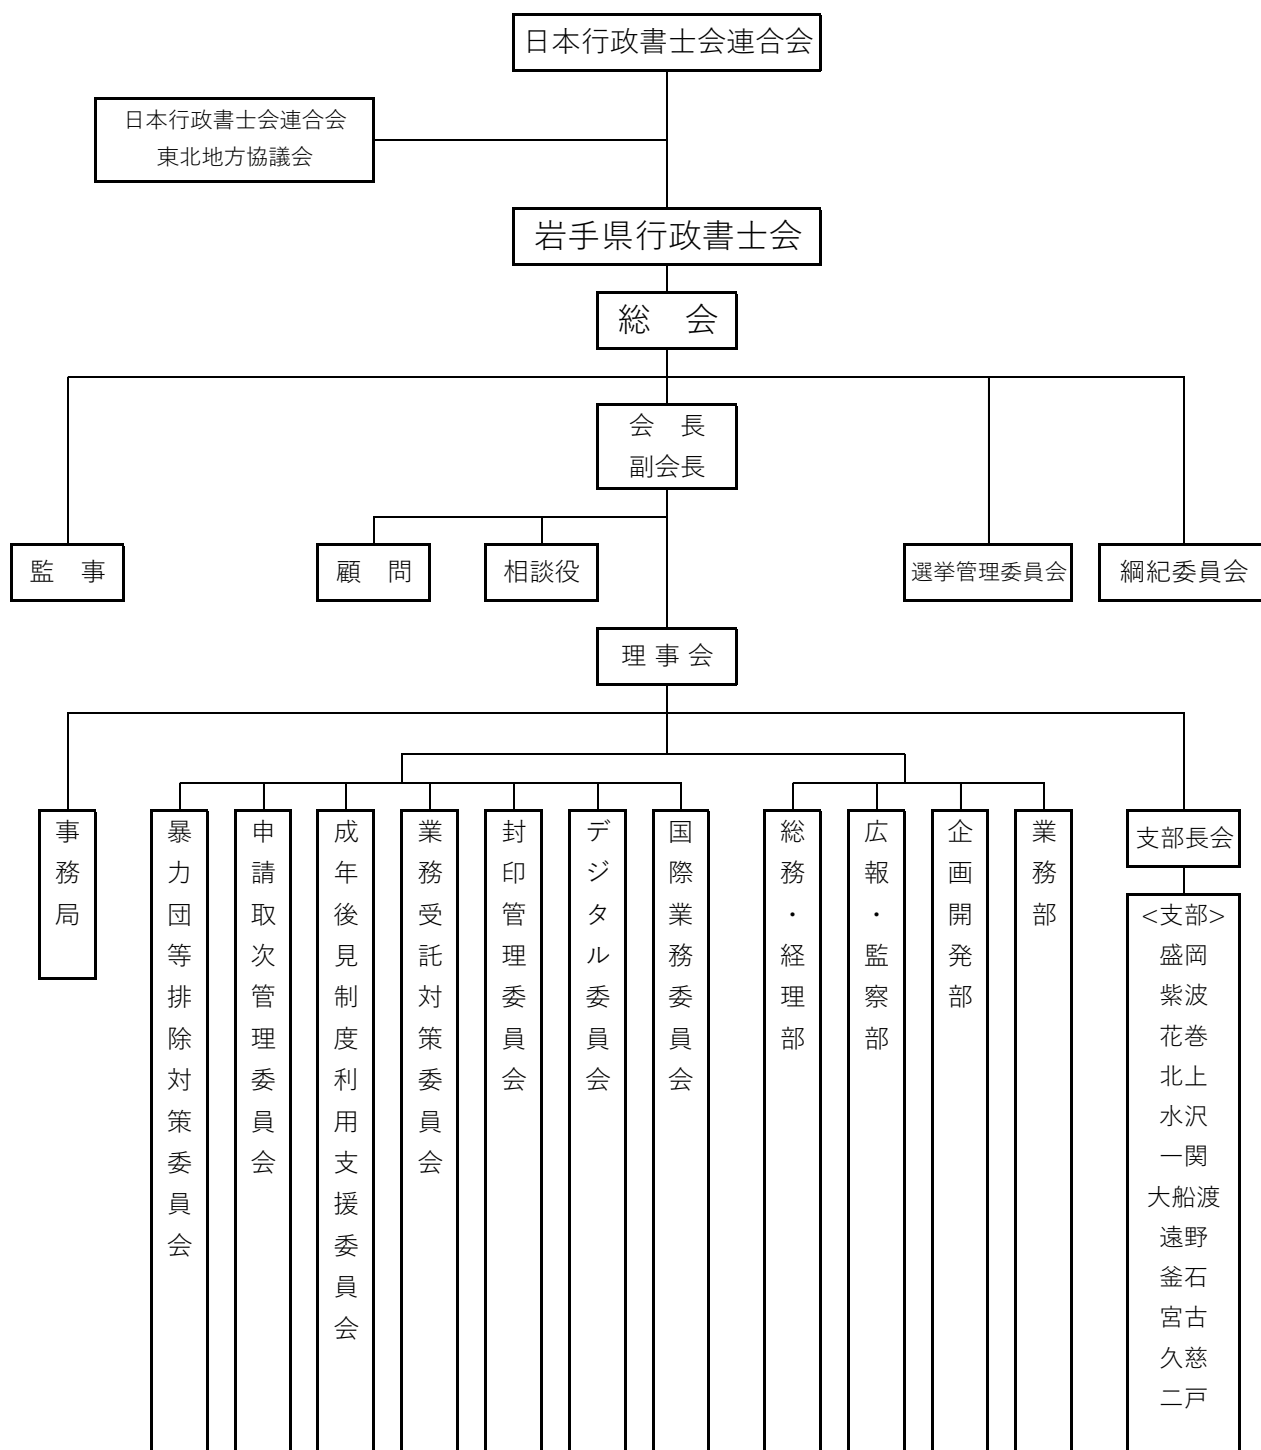 日本行政書士会連合会
日本行政書士会連合会
東北地方協議会
岩手県行政書士会
総　会
会　長
副会長
監　事
顧　問
相談役
選挙管理委員会
綱紀委員会
理 事 会
事務局
暴力団等排除対策委員会
申請取次管理委員会
成年後見制度利用支援委員会
業務受託対策委員会
封印管理委員会
デジタル委員会
国際業務委員会
総務・経理部
広報・監察部
企画開発部
業務部
支部長会
<支部>
盛岡
紫波
花巻
北上
水沢
一関
大船渡
遠野
釜石
宮古
久慈
二戸